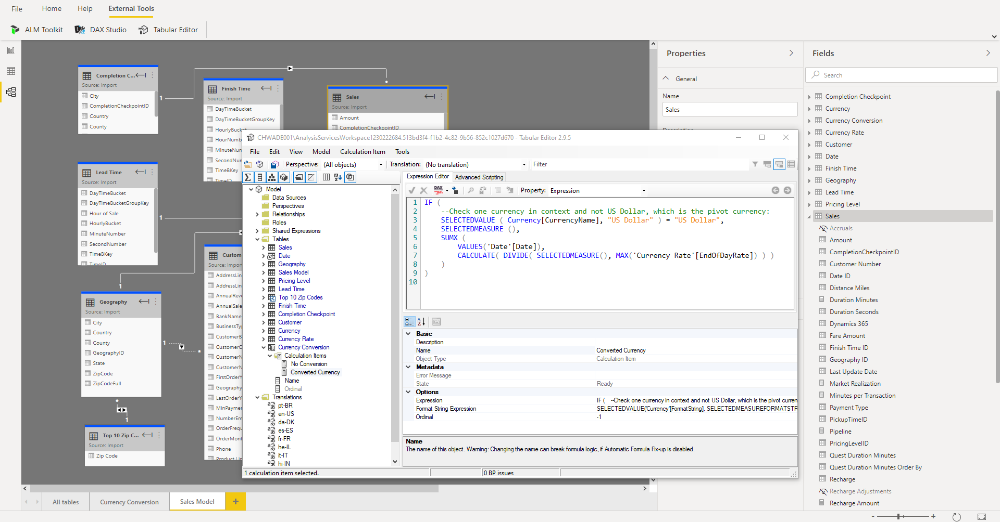 File Home Help External Tools
ALM Toolkit DAX Studio Tabular Editor
Completion C...
Source: Import
City
CompletionCheckpointID
Country
County
1
Finish Time
Source: Import
DayTimeBucket
DayTimeBucketGroupKey
HourlyBucke
HourNumb
MinuteNum
SecondNum
TimeBKey
TimeID
*
Sales
Source: Import
Amount
CompletionCheckpointID
Lead Time
Source: Import
DayTimeBucket
DayTimeBucketGroupKey
Hour of Sale
HourlyBucket
MinuteNumber
SecondNumber
TimeBKey
TimeID
1
Custome
Source: Import
AddressLin
AddressLin
AnnualReve
AnnualSale
BankName
BusinessTyp
CustomerB
CustomerC
CustomerN
CustomerN
FirstOrderY
Geography
LastOrderY
MinPayme
NumberEm
OrderFrequ
OrderMont
Phone
Product Lin
1
Geography
Source: Import
City
Country
County
GeographyID
State
ZipCode
ZipCodeFull
1
*
*
1
Top 10 Zip C...
Source: Import
Zip Code
CHWADE001\AnalysisServicesWorkspace1230222684.513bd3f4-f1b2-4c82-9b56-852c1027d670 - Tabular Editor 2.9.5
File Edit View Model Calculation Item Tools
Perspective: (All objects) Translation: (No translation) Filter
Model
Data Sources
Perspectives
Relationships
Roles
Shared Expressions
Tables
Sales
Date
Geography
Sales Model
Pricing Level
Lead Time
Top 10 Zip Codes
Finish Time
Completion Checkpoint
Customer
Currency
Currency Rate
Currency Conversion
Calculation Items
No Conversion
Converted Currency
Name
Ordinal
Translations
pt-BR
en-US
da-DK
es-ES
fr-FR
he-IL
it-IT
hi-IN
Expression Editor Advanced Scripting
DAX Property: Expression
1 IF (
2 --Check one currency in context and not US Dollar, which is the pivot currency:
3 SELECTEDVALUE ( Currency[CurrencyName], "US Dollar" ) = "US Dollar",
4 SELECTEDMEASURE (),
5 SUMX (
6 VALUES('Date'[Date]),
7 CALCULATE( DIVIDE( SELECTEDMEASURE(), MAX('Currency Rate'[EndOfDayRate]) ) )
8 )
9 )
10
Basic
Description
Name Converted Currency
Object Type Calculation Item
Metadata
Error Message
State Ready
Options
Expression IF ( --Check one currency in context and not US Dollar, which is the pivot curren
Format String Expression SELECTEDVALUE('Currency'[FormatString], SELECTEDMEASUREFORMATSTR
Ordinal -1
Name
The name of this object. Warning: Changing the name can break formula logic, if Automatic Formula Fix-up is disabled.
1 calculation item selected. 0 BP issues
Properties
General
Name
Sales
Fields
Search
Completion Checkpoint
Currency
Currency Conversion
Currency Rate
Customer
Date
Finish Time
Geography
Lead Time
Pricing Level
Sales
Accruals
Amount
CompletionCheckpointID
Customer Number
Date ID
Distance Miles
Duration Minutes
Duration Seconds
Dynamics 365
Fare Amount
Finish Time ID
Geography ID
Last Update Date
Market Realization
Minutes per Transaction
Payment Type
PickupTimeID
Pipeline
PricingLevelID
Quest Duration Minutes
Quest Duration Minutes Order By
Recharge
Recharge Adjustments
Recharge Amount
All tables Currency Conversion Sales Model +
- +